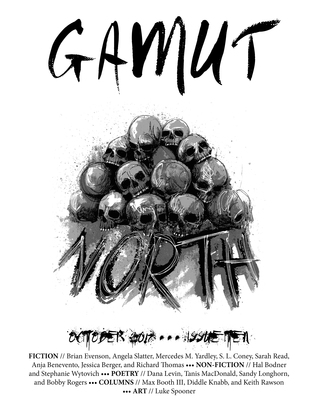 GAMUT
NORTH
OCTOBER 2017 ••• ISSUE TEN
FICTION // Brian Evenson, Angela Slatter, Mercedes M. Yardley, S. L. Coney, Sarah Read,
Anja Benevento, Jessica Berger, and Richard Thomas ••• NON-FICTION // Hal Bodner
and Stephanie Wytovich ••• POETRY // Dana Levin, Tanis MacDonald, Sandy Longhorn,
and Bobby Rogers ••• COLUMNS // Max Booth III, Diddle Knabb, and Keith Rawson
••• ART // Luke Spooner